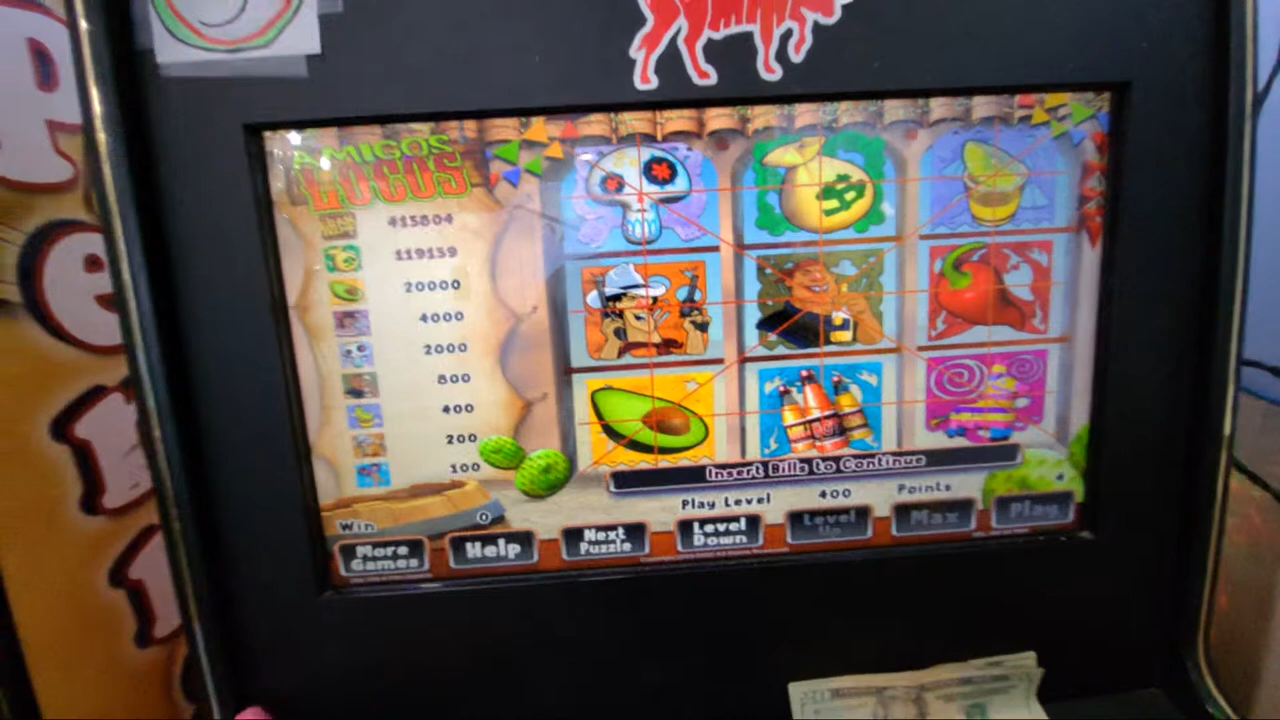 AMIGOS
LOCOS
415804
119159
20000
4000
2000
800
400
200
100
Insert Bills to Continue
Play Level 400 Points
Win 0
More Games
Help
Next Puzzle
Level Down
Level Up
Max
Play